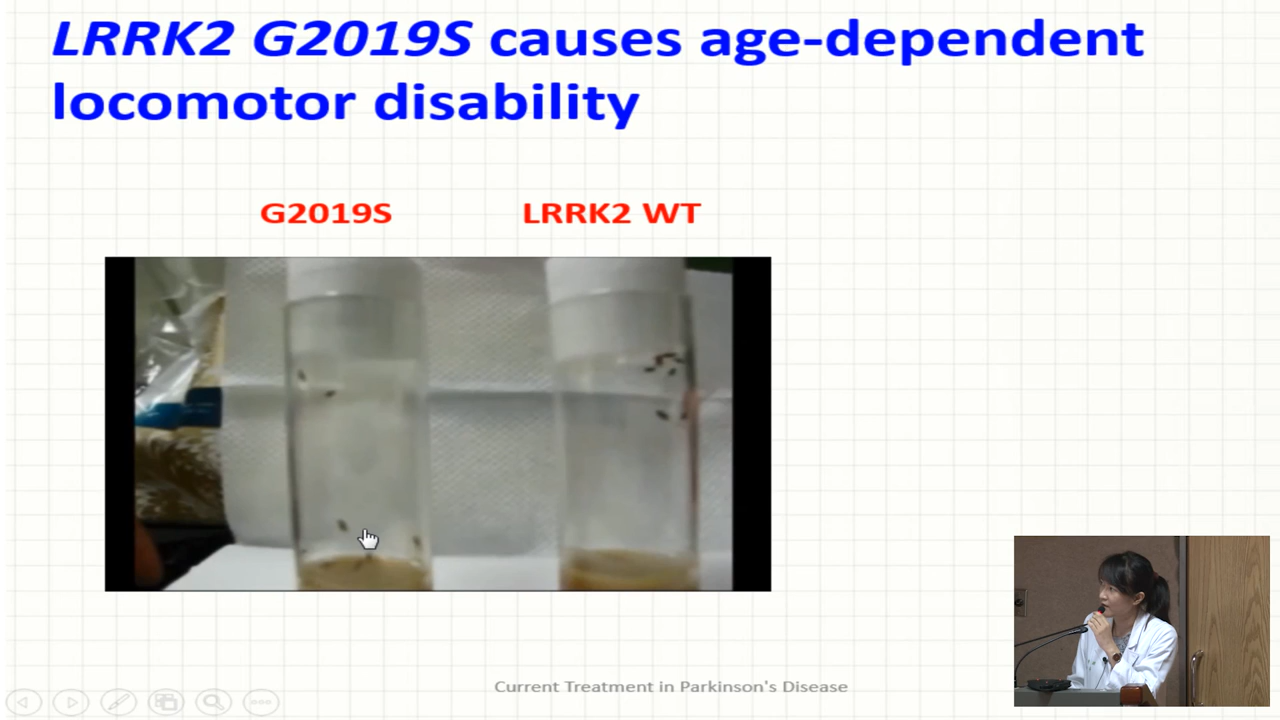 LRRK2 G2019S causes age-dependent
locomotor disability
G2019S LRRK2 WT
Current Treatment in Parkinson's Disease